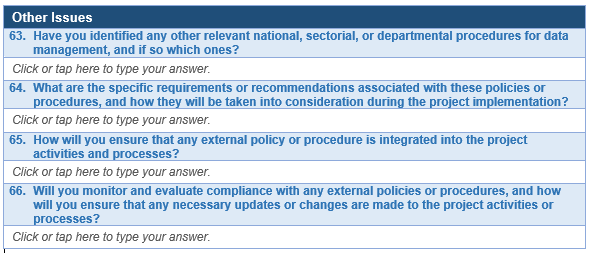 Other Issues
63. Have you identified any other relevant national, sectorial, or departmental procedures for data
management, and if so which ones?
Click or tap here to type your answer.
64. What are the specific requirements or recommendations associated with these policies or
procedures, and how they will be taken into consideration during the project implementation?
Click or tap here to type your answer.
65. How will you ensure that any external policy or procedure is integrated into the project
activities and processes?
Click or tap here to type your answer.
66. Will you monitor and evaluate compliance with any external policies or procedures, and how
will you ensure that any necessary updates or changes are made to the project activities or
processes?
Click or tap here to type your answer.